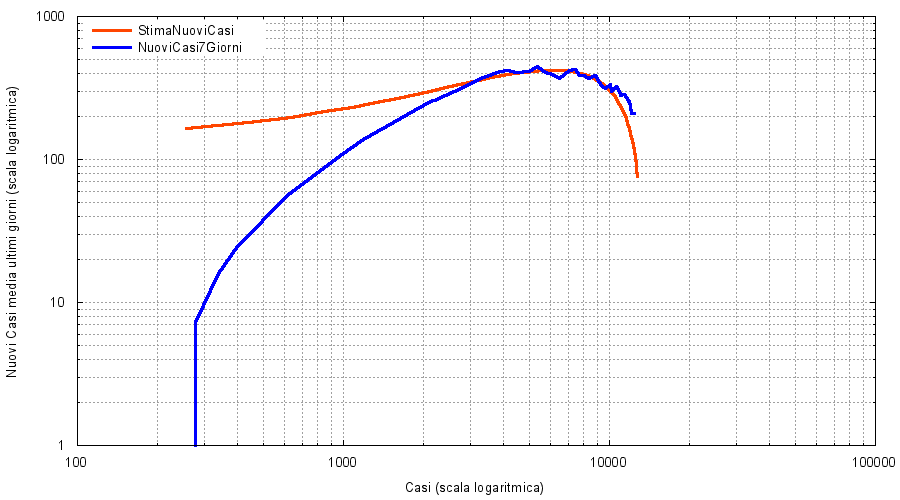 1000
StimaNuoviCasi
NuoviCasi7Giorni
100
10
1
Nuovi Casi media ultimi giorni (scala logaritmica)
100
1000
10000
100000
Casi (scala logaritmica)